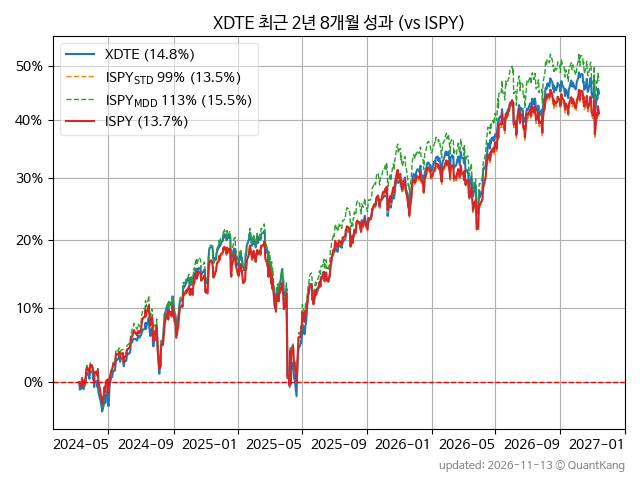 XDTE 최근 2년 8개월 성과 (vs ISPY)
XDTE (14.8%)
ISPY_STD 99% (13.5%)
ISPY_MDD 113% (15.5%)
ISPY (13.7%)
50%
40%
30%
20%
10%
0%
2024-05 2024-09 2025-01 2025-05 2025-09 2026-01 2026-05 2026-09 2027-01
updated: 2026-11-13 © QuantKang